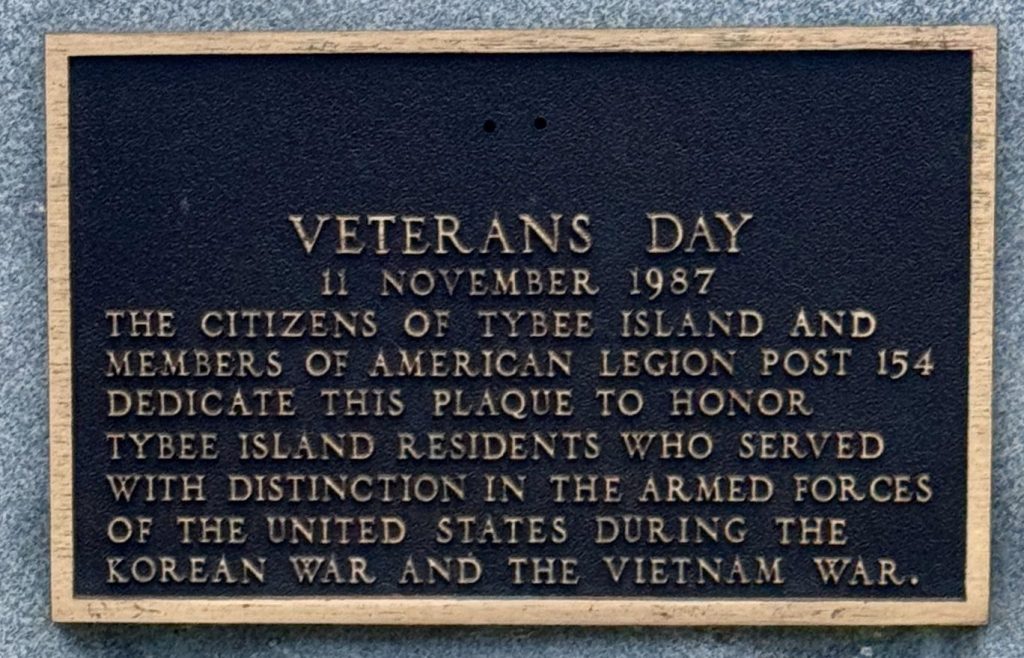 VETERANS DAY
11 NOVEMBER 1987
THE CITIZENS OF TYBEE ISLAND AND
MEMBERS OF AMERICAN LEGION POST 154
DEDICATE THIS PLAQUE TO HONOR
TYBEE ISLAND RESIDENTS WHO SERVED
WITH DISTINCTION IN THE ARMED FORCES
OF THE UNITED STATES DURING THE
KOREAN WAR AND THE VIETNAM WAR.